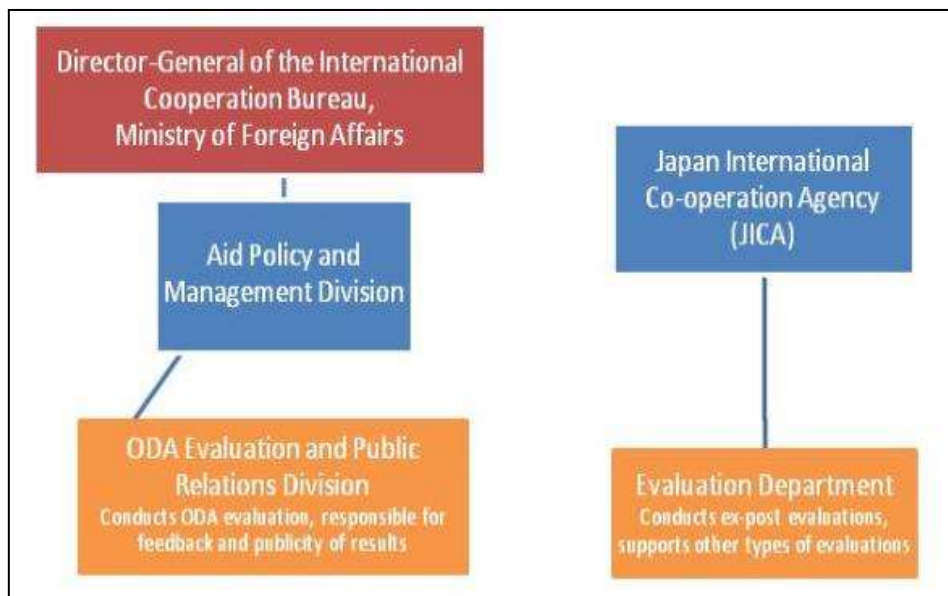 Director-General of the International
Cooperation Bureau,
Ministry of Foreign Affairs
Aid Policy and
Management Division
ODA Evaluation and Public
Relations Division
Conducts ODA evaluation, responsible for
feedback and publicity of results
Japan International
Co-operation Agency
(JICA)
Evaluation Department
Conducts ex-post evaluations,
supports other types of evaluations